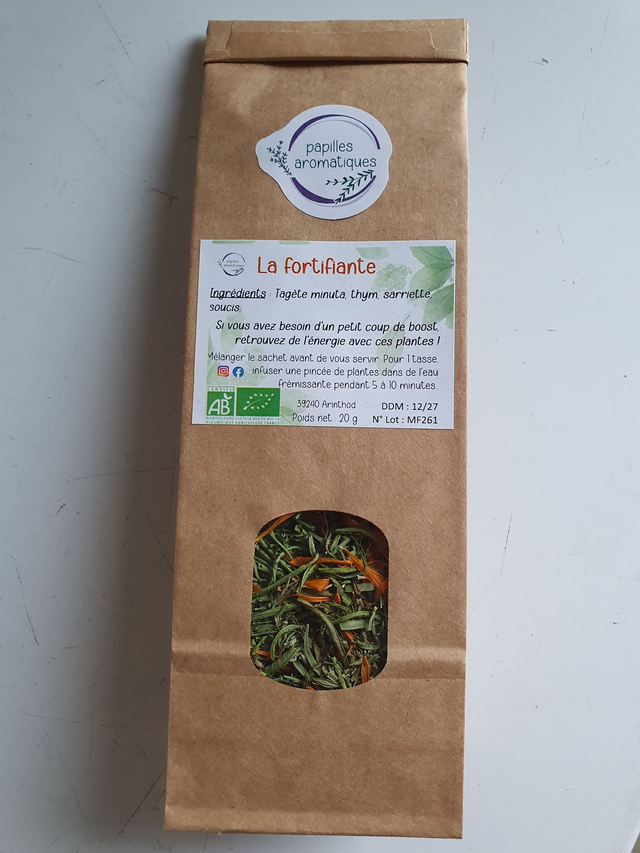 papilles
aromatiques
La fortifiante
Ingrédients : Tagète minuta, thym, sarriette,
soucis.
Si vous avez besoin d'un petit coup de boost,
retrouvez de l'énergie avec ces plantes !
Mélanger le sachet avant de vous servir. Pour 1 tasse,
infuser une pincée de plantes dans de l'eau
frémissante pendant 5 à 10 minutes.
CERTIFIÉ
AB
AGRICULTURE
39240 Arinthod
DDM : 12/27
Poids net 20 g
N° Lot : MF261